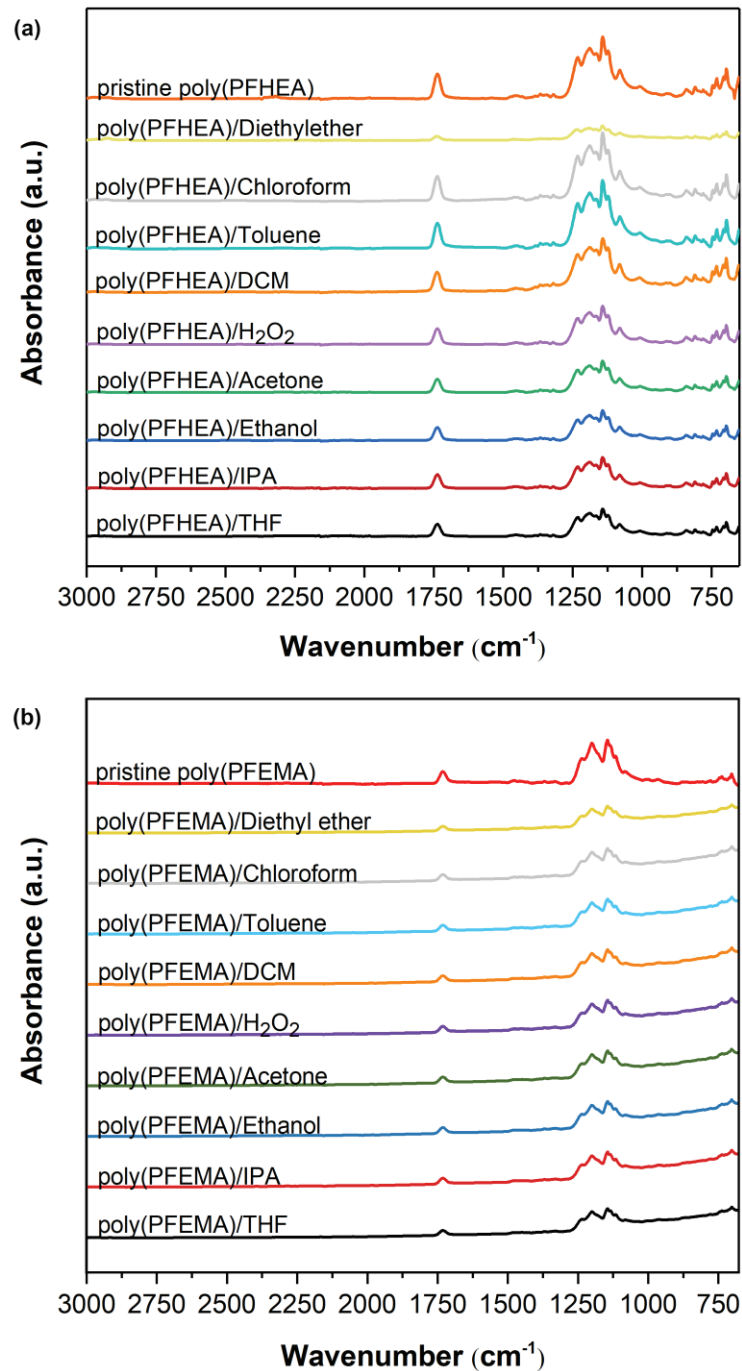 (a)
pristine poly(PFHEA)
poly(PFHEA)/Diethylether
poly(PFHEA)/Chloroform
poly(PFHEA)/Toluene
poly(PFHEA)/DCM
poly(PFHEA)/H₂O₂
poly(PFHEA)/Acetone
poly(PFHEA)/Ethanol
poly(PFHEA)/IPA
poly(PFHEA)/THF
Absorbance (a.u.)
3000 2750 2500 2250 2000 1750 1500 1250 1000 750
Wavenumber (cm⁻¹)
(b)
pristine poly(PFEMA)
poly(PFEMA)/Diethyl ether
poly(PFEMA)/Chloroform
poly(PFEMA)/Toluene
poly(PFEMA)/DCM
poly(PFEMA)/H₂O₂
poly(PFEMA)/Acetone
poly(PFEMA)/Ethanol
poly(PFEMA)/IPA
poly(PFEMA)/THF
Absorbance (a.u.)
3000 2750 2500 2250 2000 1750 1500 1250 1000 750
Wavenumber (cm⁻¹)